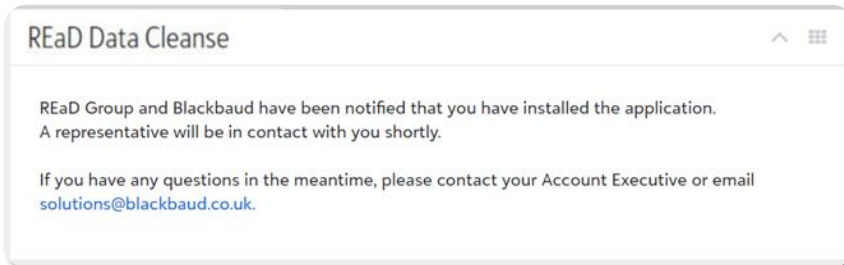 REaD Data Cleanse
REaD Group and Blackbaud have been notified that you have installed the application.
A representative will be in contact with you shortly.
If you have any questions in the meantime, please contact your Account Executive or email
solutions@blackbaud.co.uk.